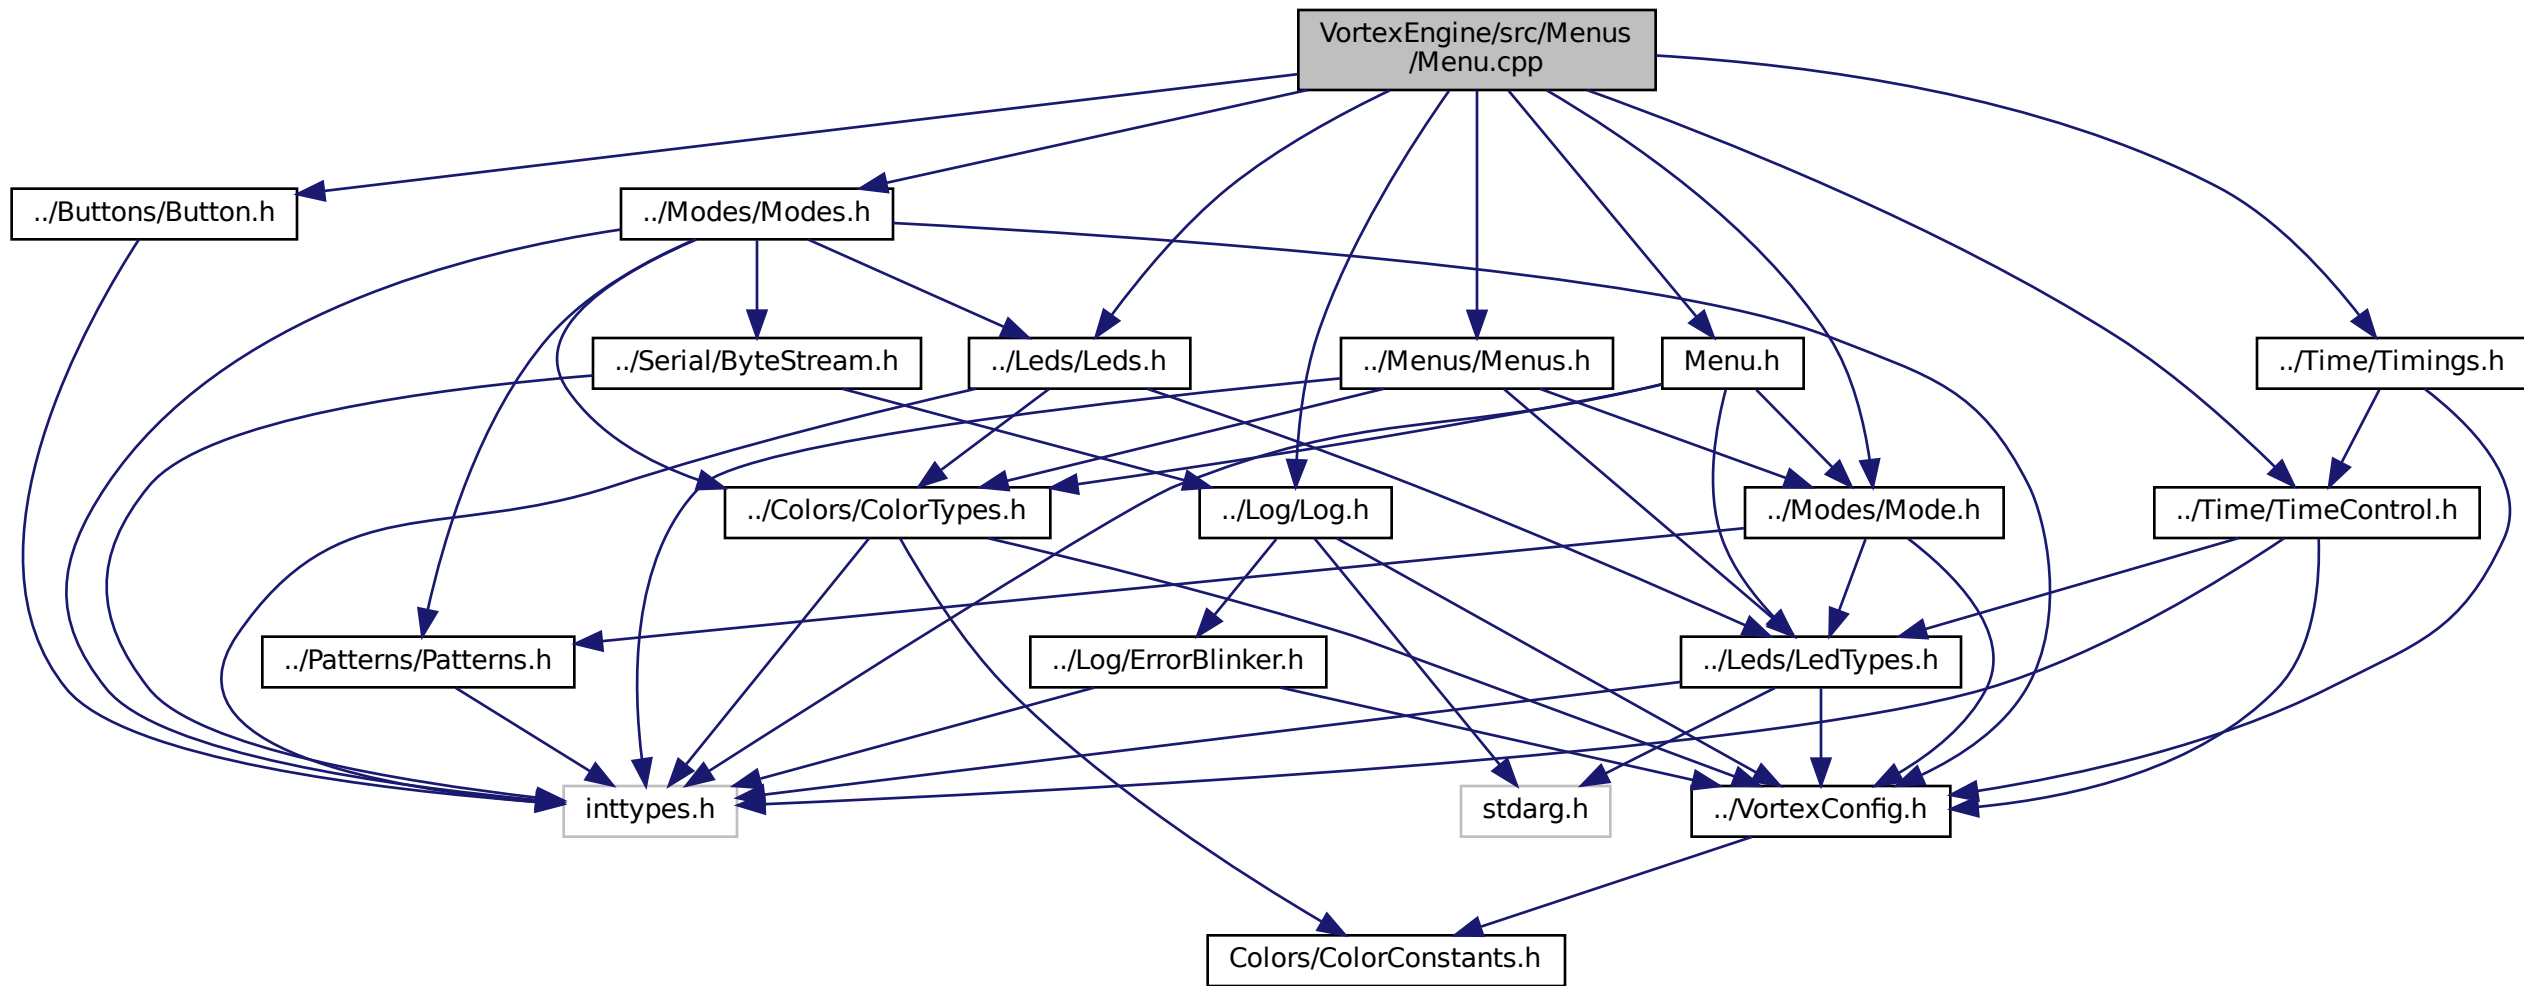 VortexEngine/src/Menus
/Menu.cpp
../Buttons/Button.h
../Modes/Modes.h
../Serial/ByteStream.h
../Leds/Leds.h
../Menus/Menus.h
Menu.h
../Time/Timings.h
../Colors/ColorTypes.h
../Log/Log.h
../Modes/Mode.h
../Time/TimeControl.h
../Patterns/Patterns.h
../Log/ErrorBlinker.h
../Leds/LedTypes.h
inttypes.h
stdarg.h
../VortexConfig.h
Colors/ColorConstants.h